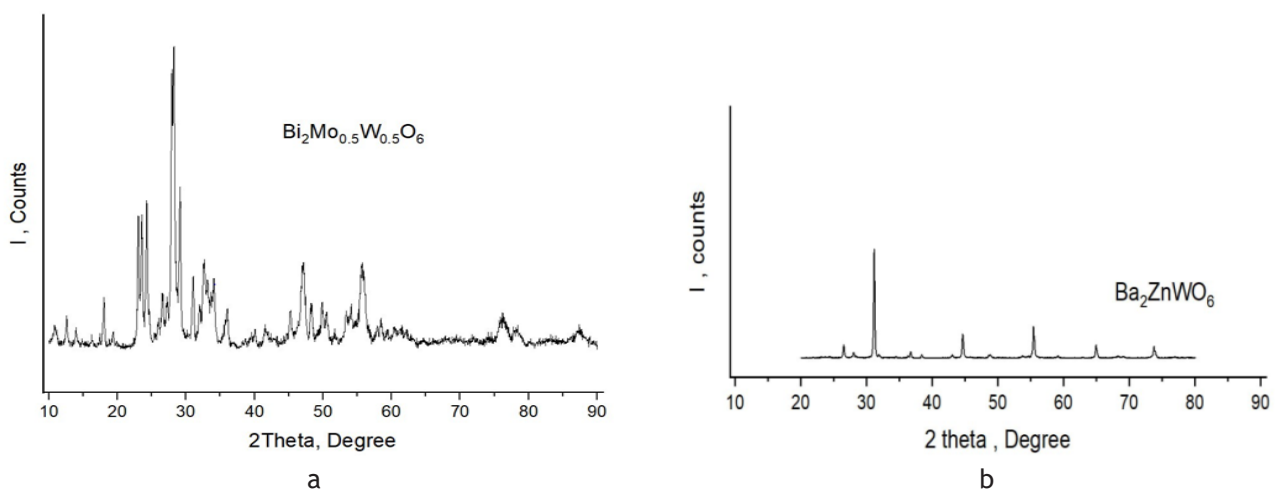 I , Counts
Bi₂Mo₀.₅W₀.₅O₆
10 20 30 40 50 60 70 80 90
2Theta, Degree
a
I , counts
Ba₂ZnWO₆
10 20 30 40 50 60 70 80 90
2 theta , Degree
b